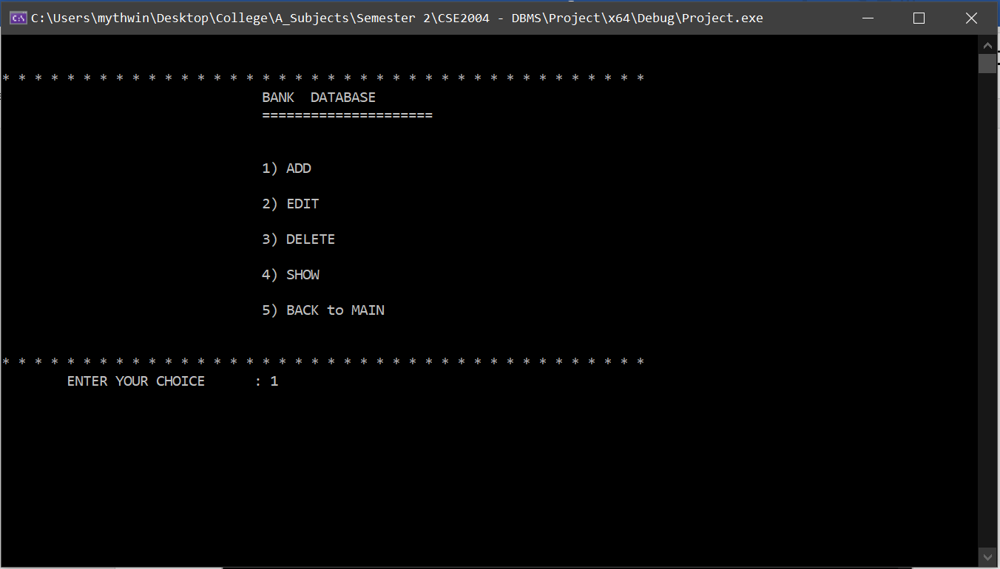 C:\Users\mythwin\Desktop\College\A_Subjects\Semester 2\CSE2004 - DBMS\Project\x64\Debug\Project.exe
* * * * * * * * * * * * * * * * * * * * * * * * * * * * * * * * * * * * * * * *
BANK  DATABASE
=====================
1) ADD
2) EDIT
3) DELETE
4) SHOW
5) BACK to MAIN
* * * * * * * * * * * * * * * * * * * * * * * * * * * * * * * * * * * * * * * *
ENTER YOUR CHOICE      : 1